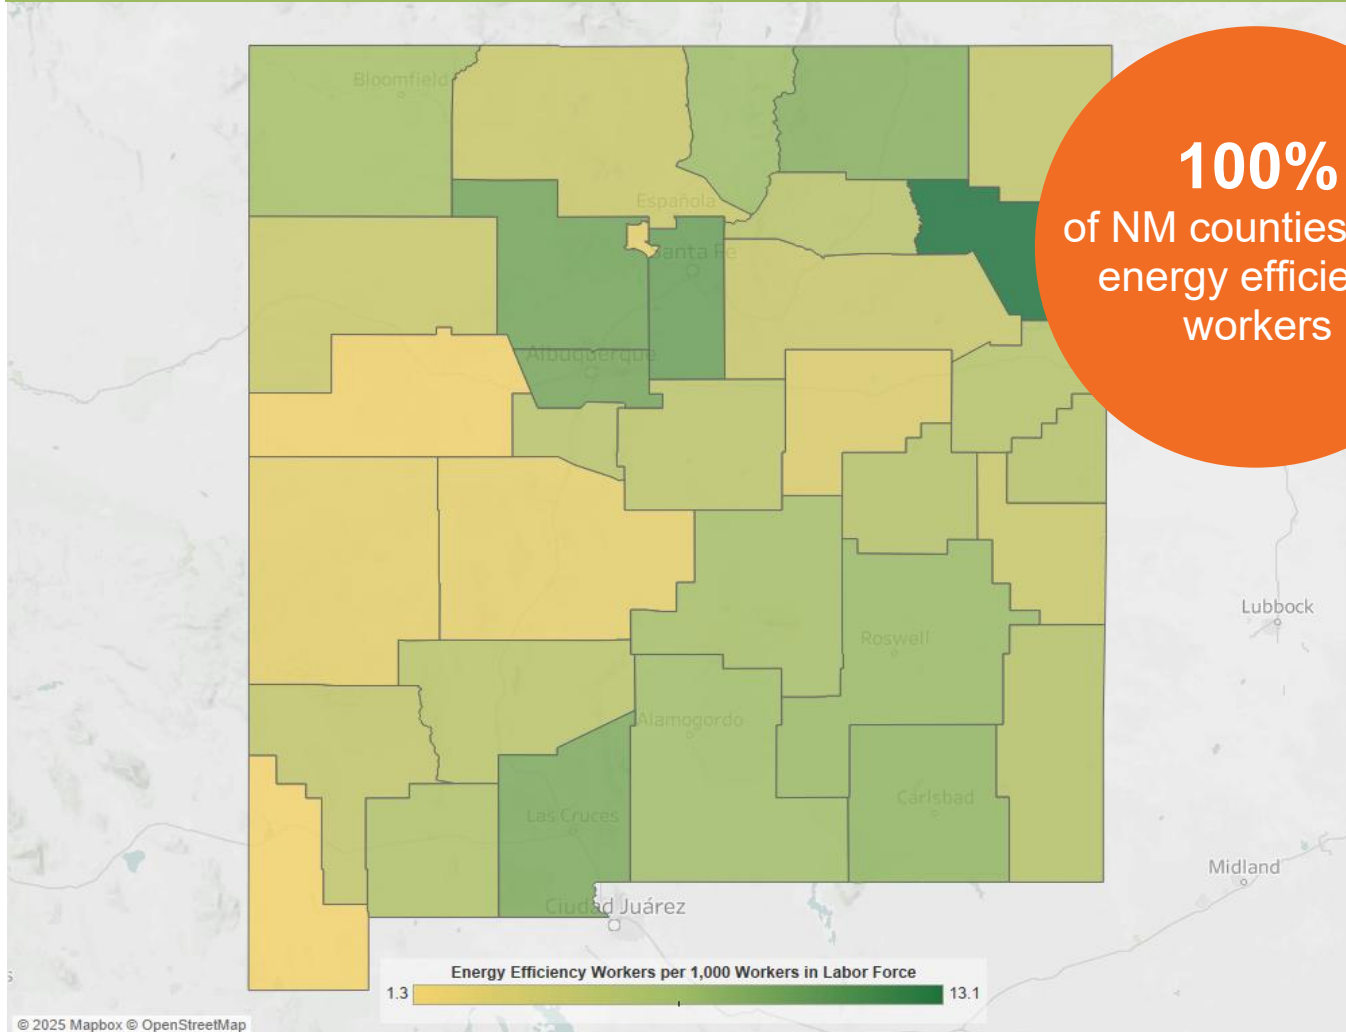 Bloomfield
100%
of NM counties
energy efficie
workers
Española
Santa Fe
Albuquerque
Lubbock
Roswell
Alamogordo
Carlsbad
Las Cruces
Midland
Ciudad Juárez
Energy Efficiency Workers per 1,000 Workers in Labor Force
1.3
13.1
s
© 2025 Mapbox © OpenStreetMap